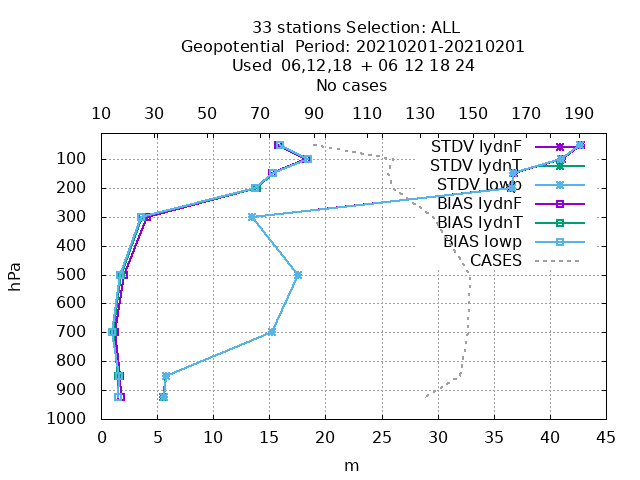 33 stations Selection: ALL
Geopotential  Period: 20210201-20210201
Used  06,12,18  + 06 12 18 24
No cases
10 30 50 70 90 110 130 150 170 190
STDV lydnF
100
STDV lydnT
200
STDV lowp
BIAS lydnF
300
BIAS lydnT
400
BIAS lowp
CASES
500
600
700
800
900
1000
hPa
0 5 10 15 20 25 30 35 40 45
m